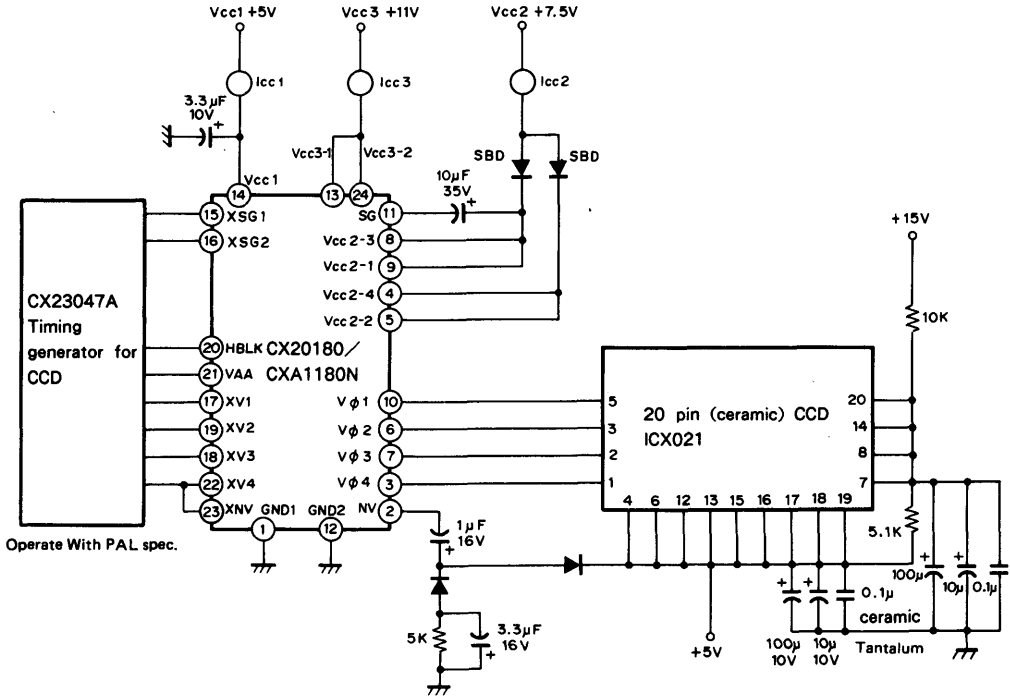 Vcc1 +5V
Vcc3 +11V
Vcc2 +7.5V
Icc1
Icc3
Icc2
3.3μF
10V
+
Vcc3-1
Vcc3-2
SBD
SBD
Vcc1
10μF
35V
+
14
13
24
15 XSG1
SG 11
16 XSG2
Vcc2-3 8
Vcc2-1 9
Vcc2-4 4
Vcc2-2 5
+15V
10K
CX23047A
Timing
generator for
CCD
20 HBLK
CX20180/
21 VAA
CXA1180N
17 XV1
19 XV2
18 XV3
22 XV4
23 XNV
Vϕ1 10
Vϕ2 6
Vϕ3 7
Vϕ4 3
NV 2
GND1
GND2
1
12
Operate With PAL spec.
5
3
2
1
20 pin (ceramic) CCD
ICX021
20
14
8
7
4 6 12 13 15 16 17 18 19
5.1K
1μF
16V
+
5K
3.3μF
16V
+
+5V
+
100μ
10V
+
10μ
10V
0.1μ
ceramic
Tantalum
+
100μ
+
10μ
0.1μ